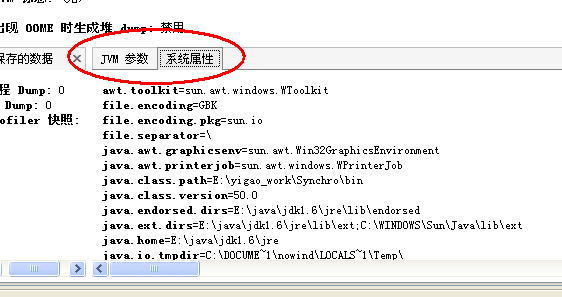 出现 OOME 时生成堆 dump: 禁用
保存的数据
JVM 参数
系统属性
程 Dump: 0
Dump: 0
ofiler 快照:
awt.toolkit=sun.awt.windows.WToolkit
file.encoding=GBK
file.encoding.pkg=sun.io
file.separator=\
java.awt.graphicsenv=sun.awt.Win32GraphicsEnvironment
java.awt.printerjob=sun.awt.windows.WPrinterJob
java.class.path=E:\yigao_work\Synchro\bin
java.class.version=50.0
java.endorsed.dirs=E:\java\jdk1.6\jre\lib\endorsed
java.ext.dirs=E:\java\jdk1.6\jre\lib\ext;C:\WINDOWS\Sun\Java\lib\ext
java.home=E:\java\jdk1.6\jre
java.io.tmpdir=C:\DOCUME~1\nowind\LOCALS~1\Temp\